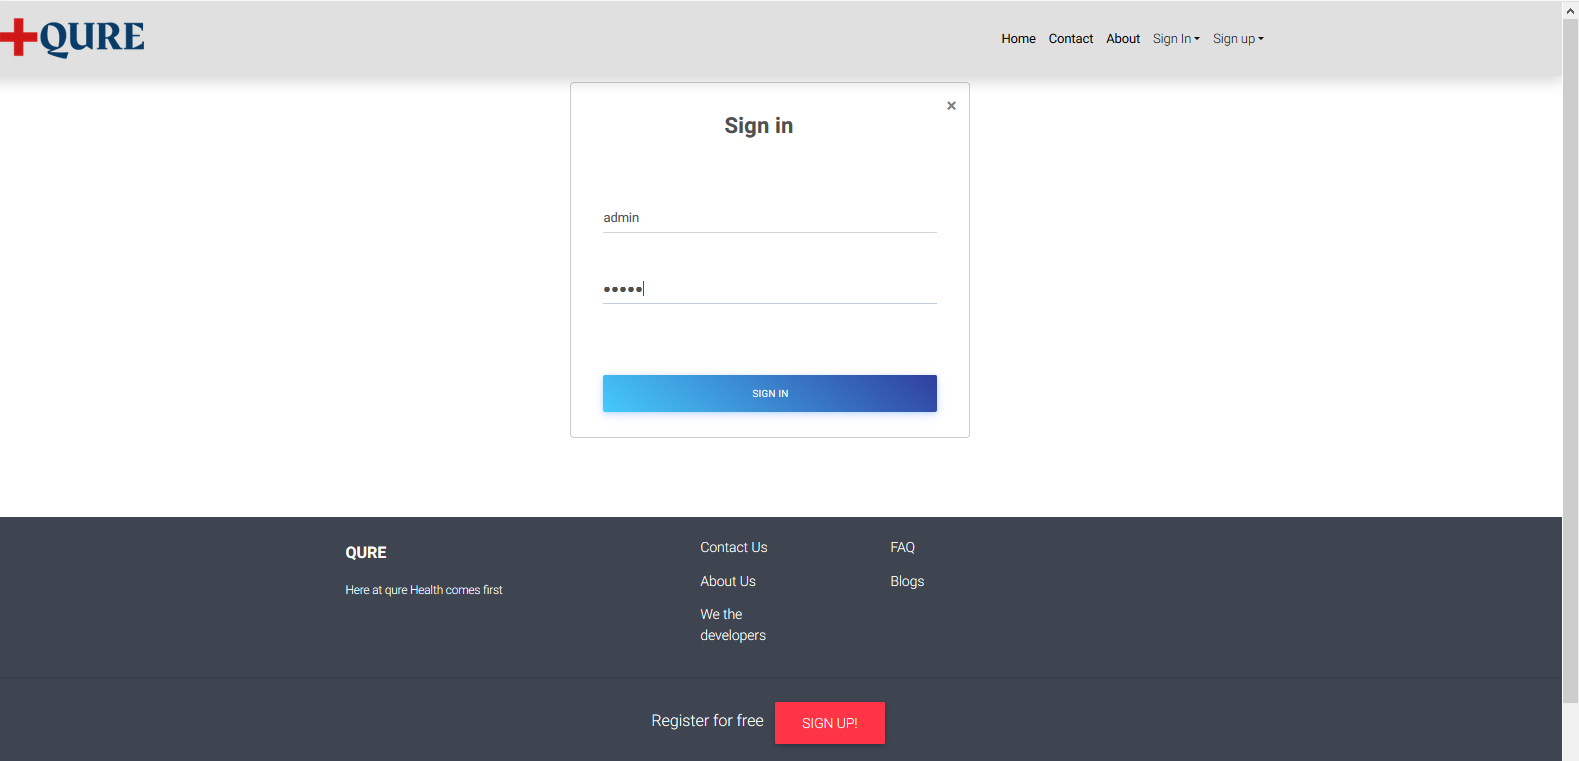 QURE
Home Contact About Sign In Sign up
×
Sign in
admin
•••••
SIGN IN
QURE
Here at qure Health comes first
Contact Us
About Us
We the
developers
FAQ
Blogs
Register for free
SIGN UP!